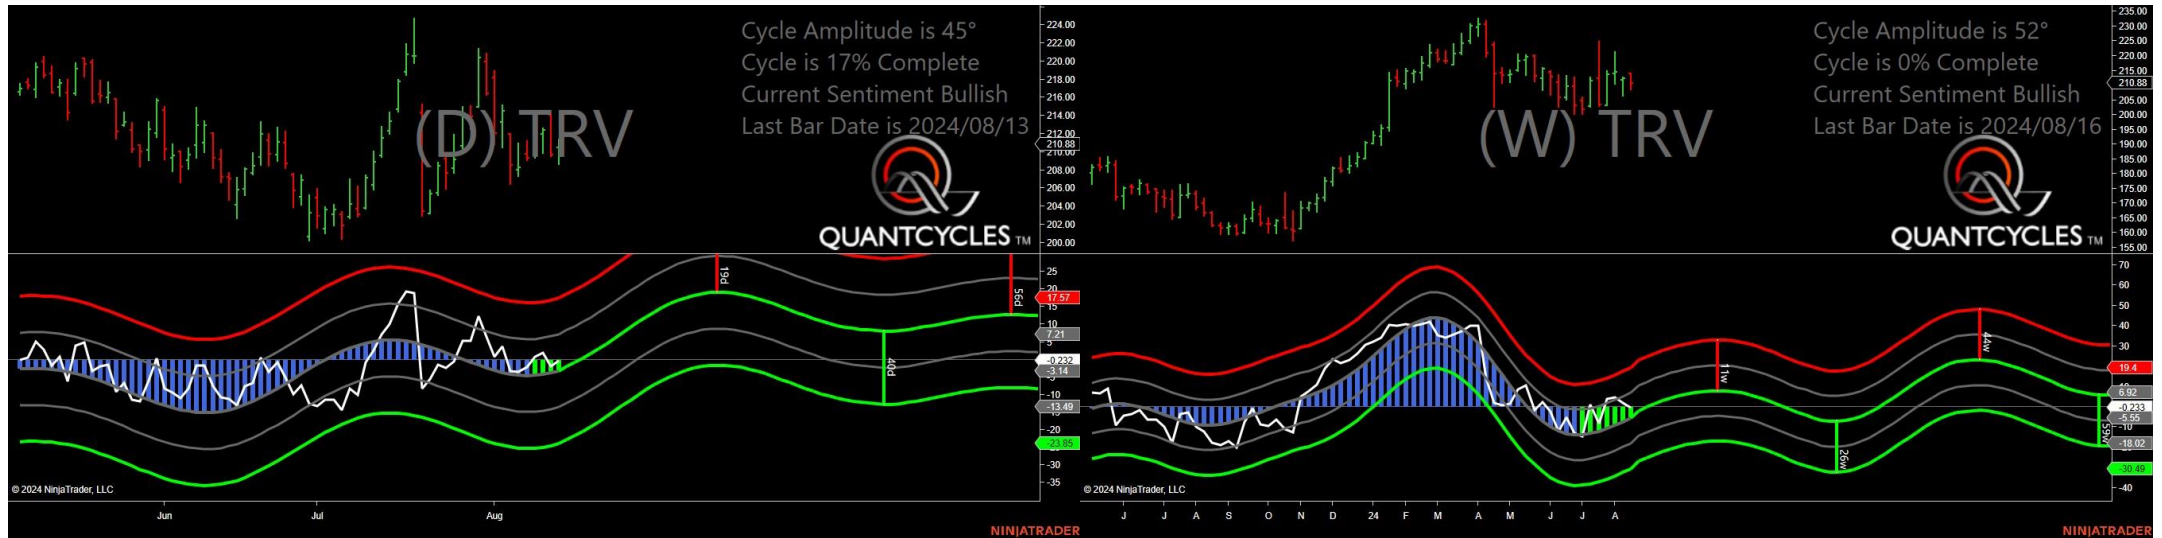 Cycle Amplitude is 45°
Cycle is 17% Complete
Current Sentiment Bullish
Last Bar Date is 2024/08/13
(D) TRV
QUANTCYCLES TM
224.00
222.00
220.00
218.00
216.00
214.00
212.00
210.88
210.00
208.00
206.00
204.00
202.00
200.00
19d
40d
56d
25
20
17.57
15
10
7.21
5
-0.232
-3.14
-10
-13.49
-15
-20
-23.85
-30
-35
© 2024 NinjaTrader, LLC
Jun Jul Aug
NINJATRADER
Cycle Amplitude is 52°
Cycle is 0% Complete
Current Sentiment Bullish
Last Bar Date is 2024/08/16
(W) TRV
QUANTCYCLES TM
235.00
230.00
225.00
220.00
215.00
210.88
205.00
200.00
195.00
190.00
185.00
180.00
175.00
170.00
165.00
160.00
155.00
11w
26w
44w
59w
70
60
50
40
30
19.4
6.92
-0.233
-5.55
-10
-18.02
-30.49
-40
© 2024 NinjaTrader, LLC
J J A S O N D 24 F M A M J J A
NINJATRADER